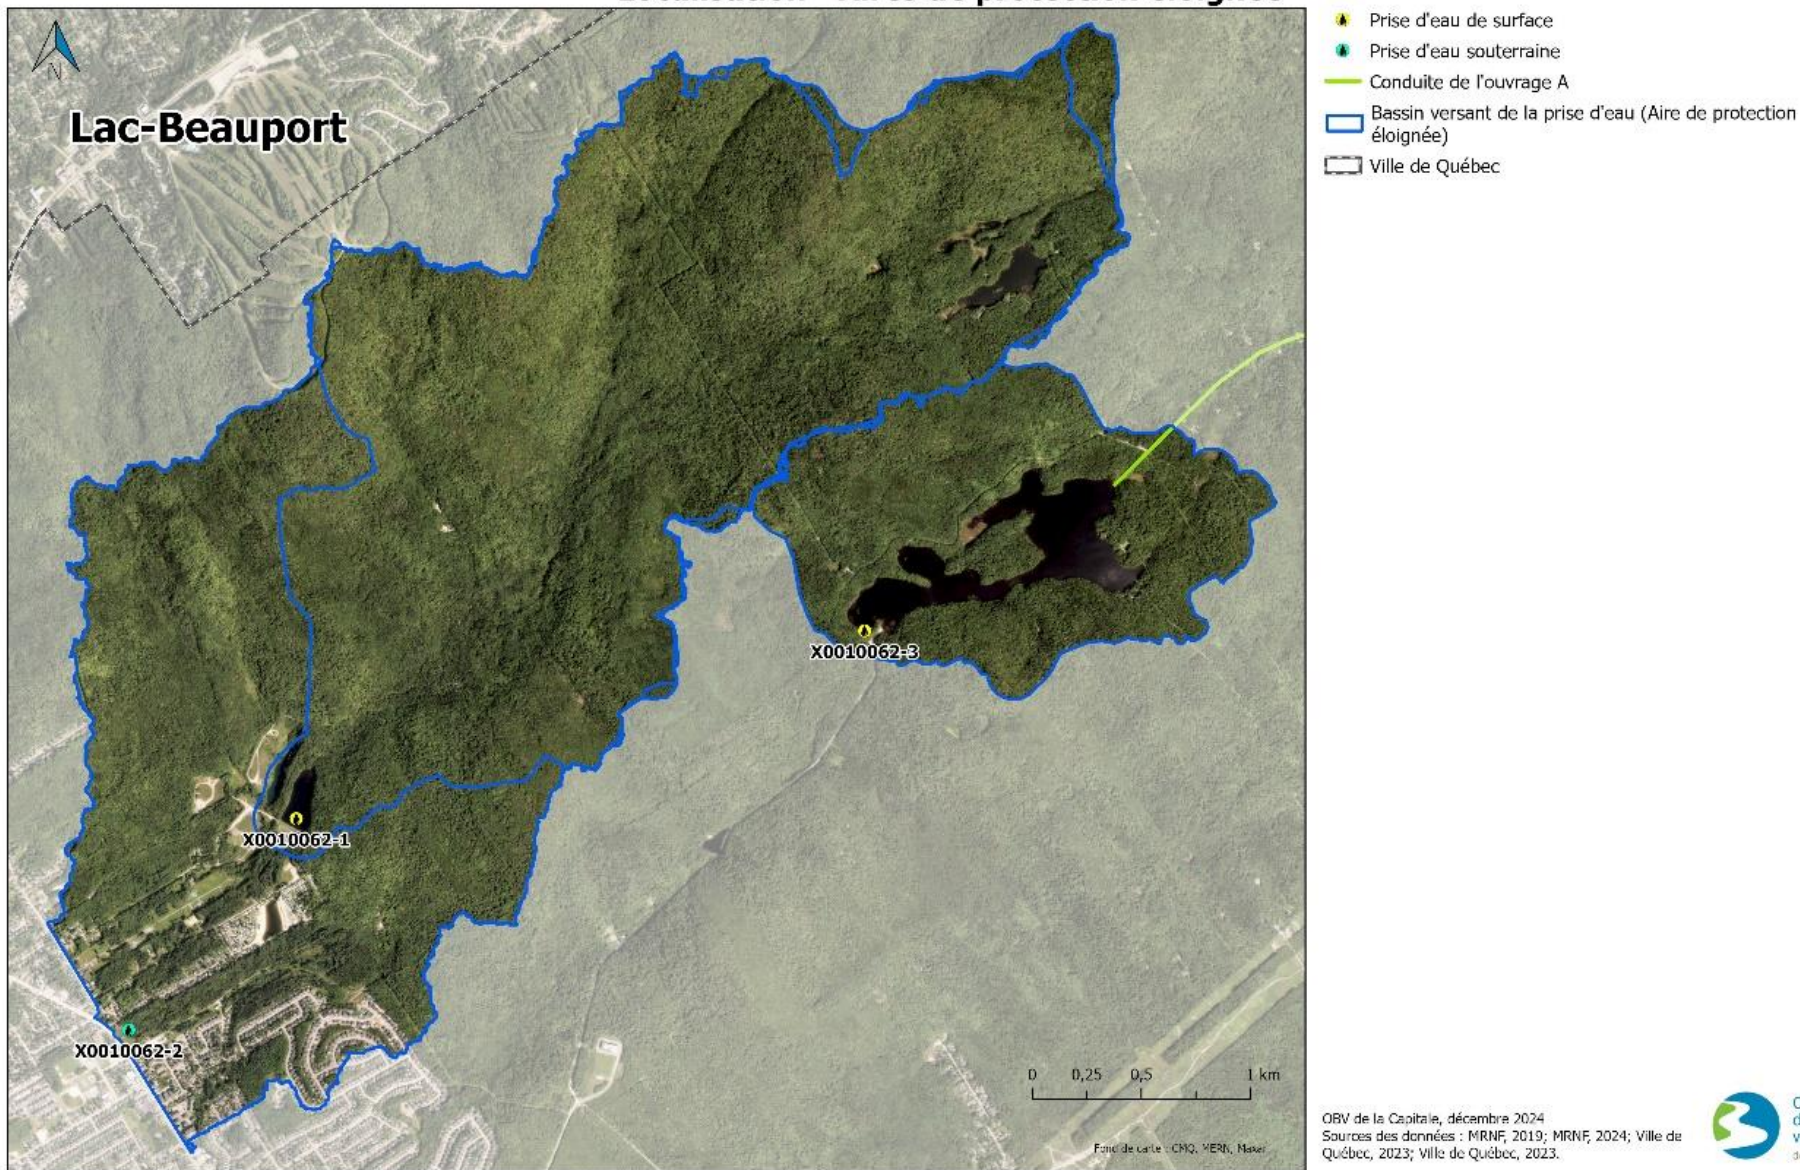 Prise d'eau de surface
Prise d'eau souterraine
Conduite de l'ouvrage A
Bassin versant de la prise d'eau (Aire de protection
éloignée)
Ville de Québec
N
Lac-Beauport
X0010062-3
X0010062-1
X0010062-2
0 0,25 0,5 1 km
Fond de carte : CMQ, MERN, Maxar
OBV de la Capitale, décembre 2024
Sources des données : MRNF, 2019; MRNF, 2024; Ville de
Québec, 2023; Ville de Québec, 2023.